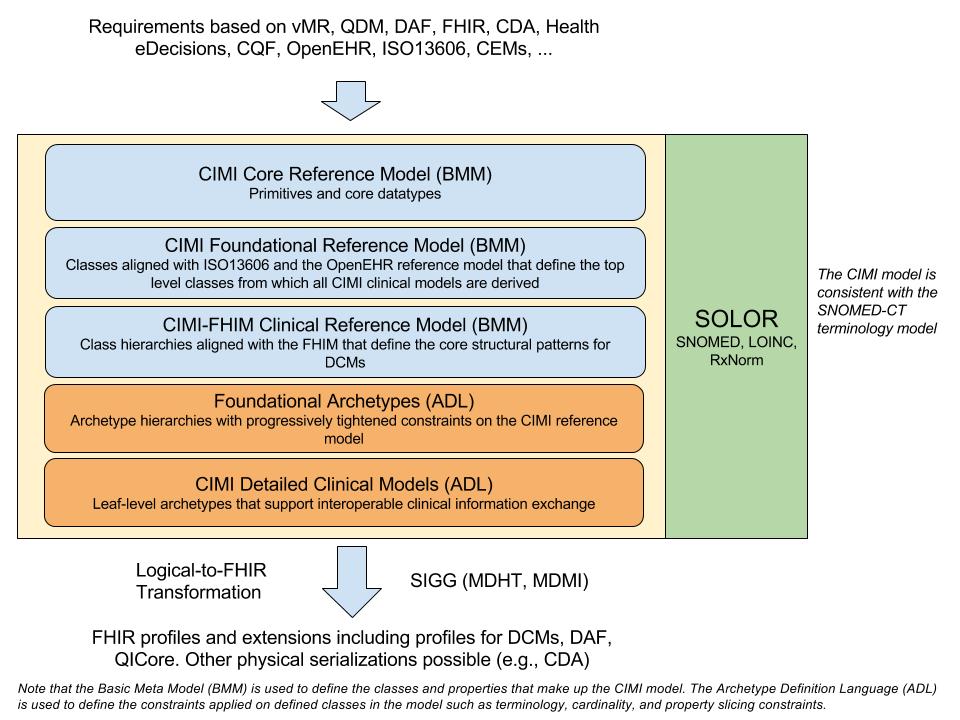 Requirements based on vMR, QDM, DAF, FHIR, CDA, Health
eDecisions, CQF, OpenEHR, ISO13606, CEMs, ...
CIMI Core Reference Model (BMM)
Primitives and core datatypes
CIMI Foundational Reference Model (BMM)
Classes aligned with ISO13606 and the OpenEHR reference model that define the top
level classes from which all CIMI clinical models are derived
CIMI-FHIM Clinical Reference Model (BMM)
Class hierarchies aligned with the FHIM that define the core structural patterns for
DCMs
Foundational Archetypes (ADL)
Archetype hierarchies with progressively tightened constraints on the CIMI reference
model
CIMI Detailed Clinical Models (ADL)
Leaf-level archetypes that support interoperable clinical information exchange
SOLOR
SNOMED, LOINC,
RxNorm
The CIMI model is
consistent with the
SNOMED-CT
terminology model
Logical-to-FHIR
Transformation
SIGG (MDHT, MDMI)
FHIR profiles and extensions including profiles for DCMs, DAF,
QICore. Other physical serializations possible (e.g., CDA)
Note that the Basic Meta Model (BMM) is used to define the classes and properties that make up the CIMI model. The Archetype Definition Language (ADL)
is used to define the constraints applied on defined classes in the model such as terminology, cardinality, and property slicing constraints.